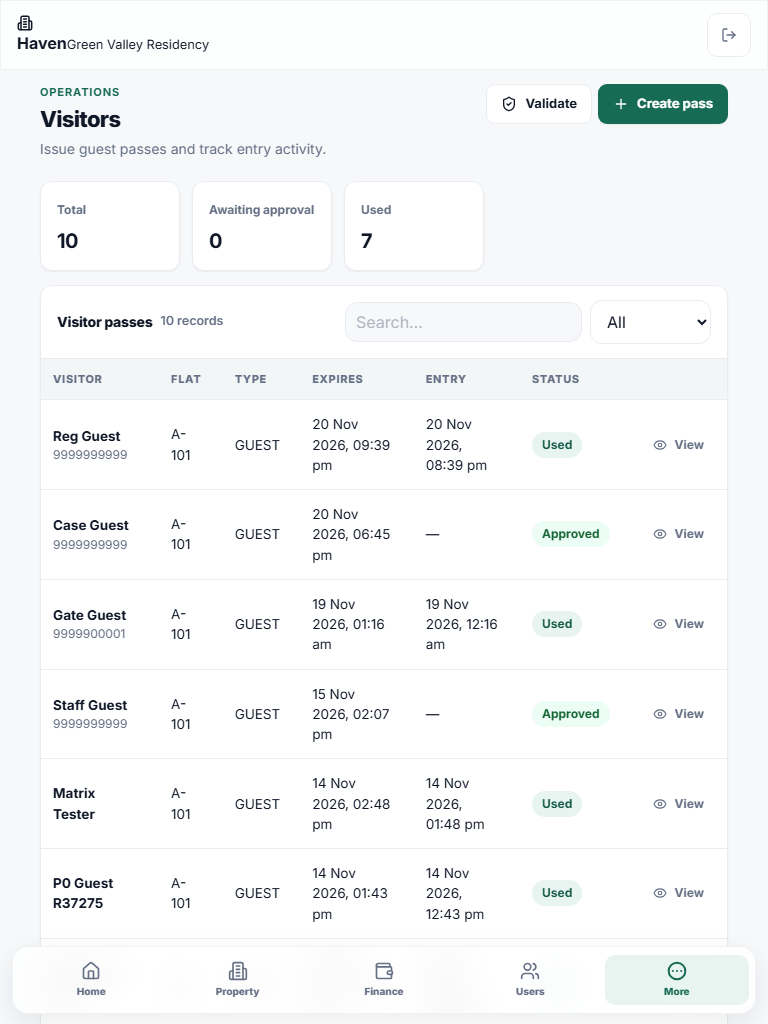 HavenGreen Valley Residency
OPERATIONS
Visitors
Issue guest passes and track entry activity.
Validate
Create pass
Total
10
Awaiting approval
0
Used
7
Visitor passes 10 records
Search...
All
VISITOR FLAT TYPE EXPIRES ENTRY STATUS
Reg Guest
9999999999
A-
101
GUEST
20 Nov
2026, 09:39
pm
20 Nov
2026,
08:39 pm
Used
View
Case Guest
9999999999
A-
101
GUEST
20 Nov
2026, 06:45
pm
—
Approved
View
Gate Guest
9999900001
A-
101
GUEST
19 Nov
2026, 01:16
am
19 Nov
2026, 12:16
am
Used
View
Staff Guest
9999999999
A-
101
GUEST
15 Nov
2026, 02:07
pm
—
Approved
View
Matrix
Tester
A-
101
GUEST
14 Nov
2026, 02:48
pm
14 Nov
2026,
01:48 pm
Used
View
P0 Guest
R37275
A-
101
GUEST
14 Nov
2026, 01:43
pm
14 Nov
2026,
12:43 pm
Used
View
Home
Property
Finance
Users
More